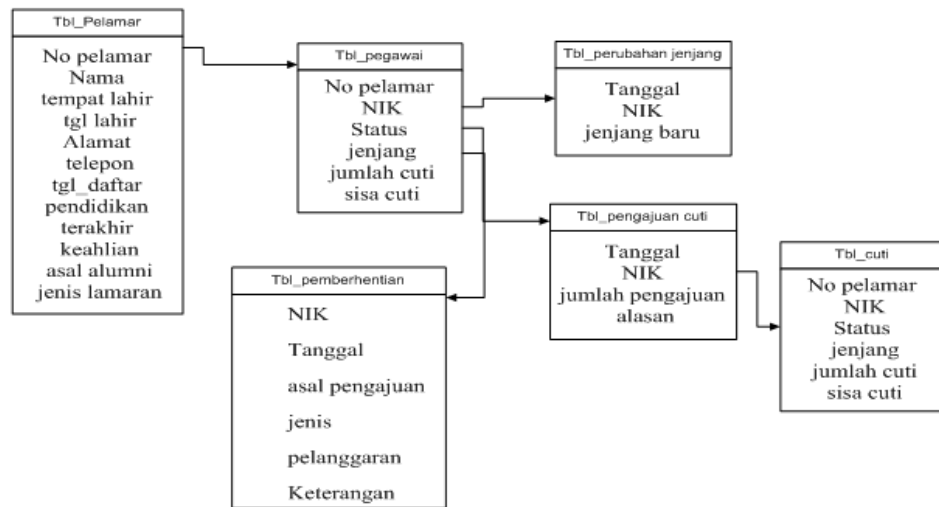 Tbl_Pelamar
No pelamar
Nama
tempat lahir
tgl lahir
Alamat
telepon
tgl_daftar
pendidikan
terakhir
keahlian
asal alumni
jenis lamaran
Tbl_pegawai
No pelamar
NIK
Status
jenjang
jumlah cuti
sisa cuti
Tbl_perubahan jenjang
Tanggal
NIK
jenjang baru
Tbl_pemberhentian
NIK
Tanggal
asal pengajuan
jenis
pelanggaran
Keterangan
Tbl_pengajuan cuti
Tanggal
NIK
jumlah pengajuan
alasan
Tbl_cuti
No pelamar
NIK
Status
jenjang
jumlah cuti
sisa cuti